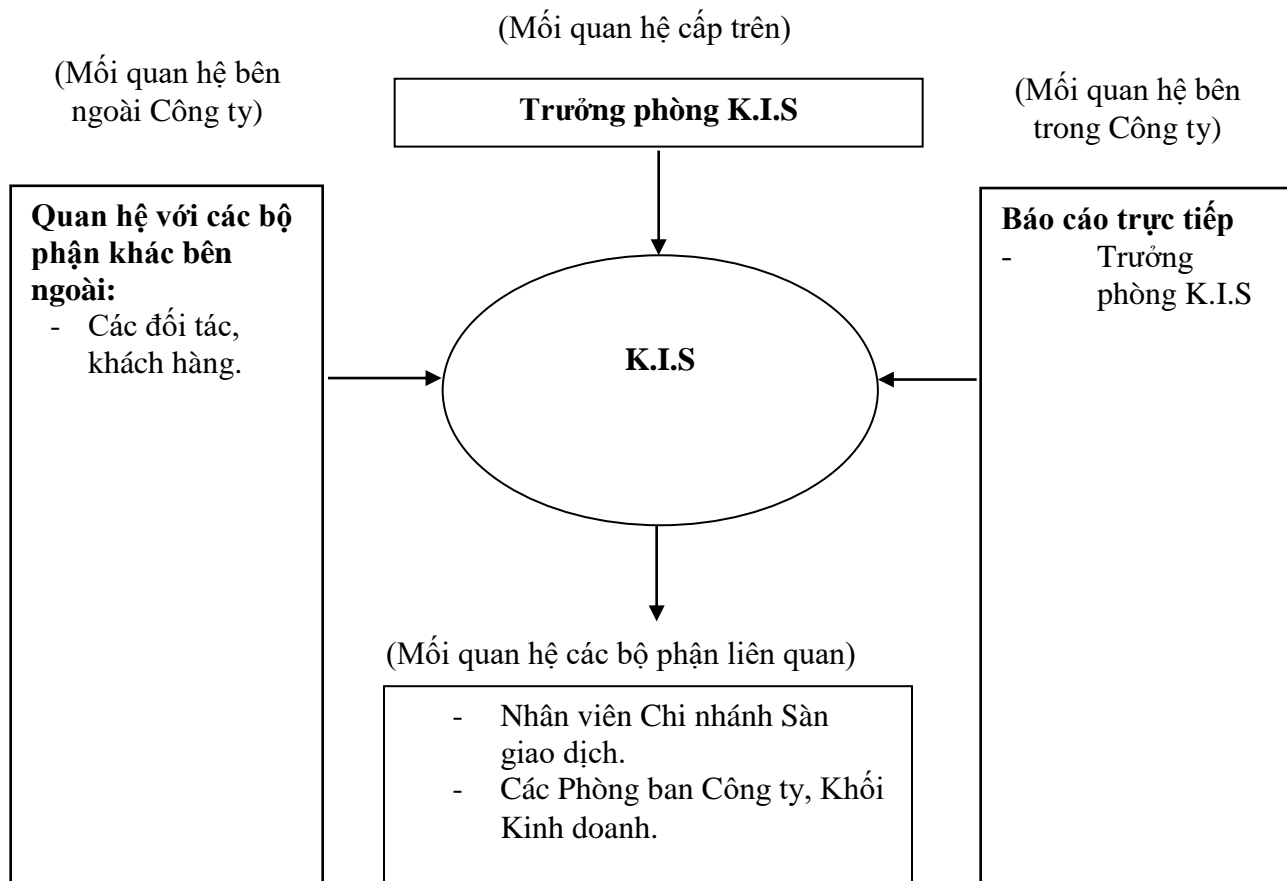 (Mối quan hệ cấp trên)
(Mối quan hệ bên
ngoài Công ty)
Trưởng phòng K.I.S
(Mối quan hệ bên
trong Công ty)
Quan hệ với các bộ
phận khác bên
ngoài:
- Các đối tác,
khách hàng.
K.I.S
Báo cáo trực tiếp
- Trưởng
phòng K.I.S
(Mối quan hệ các bộ phận liên quan)
- Nhân viên Chi nhánh Sàn
giao dịch.
- Các Phòng ban Công ty, Khối
Kinh doanh.